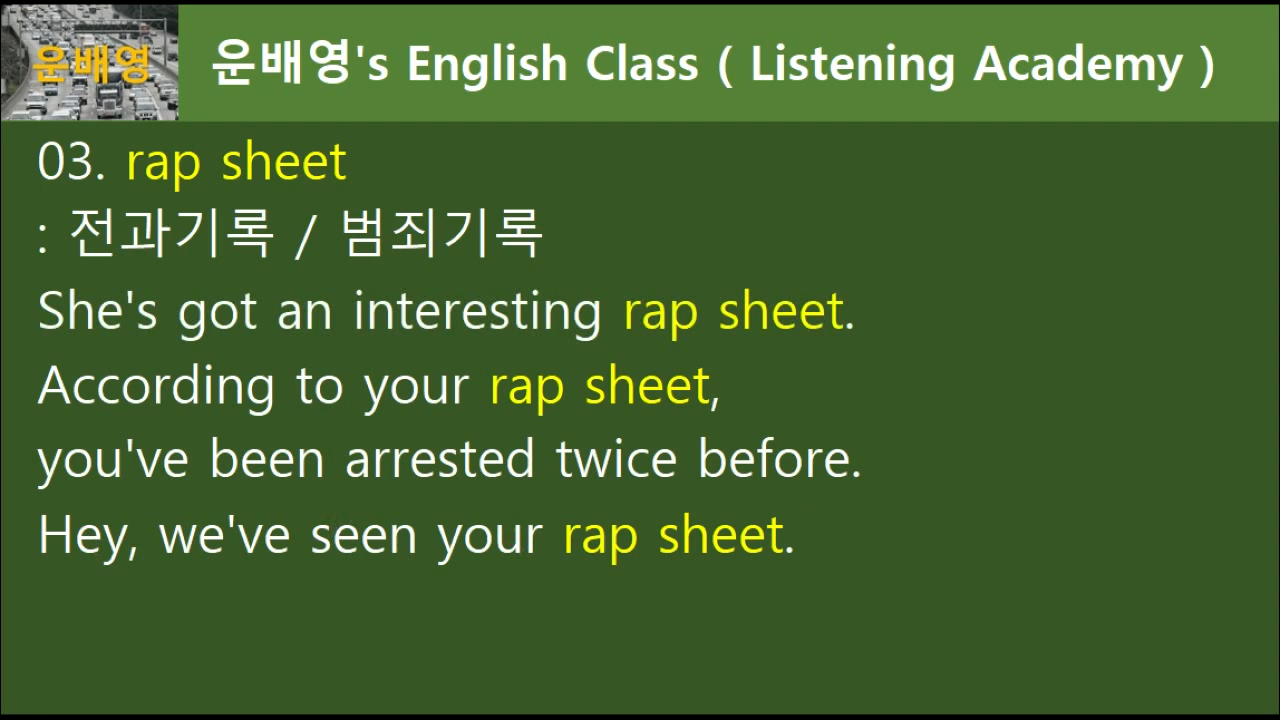 운배영
운배영's English Class ( Listening Academy )
03. rap sheet
: 전과기록 / 범죄기록
She's got an interesting rap sheet.
According to your rap sheet,
you've been arrested twice before.
Hey, we've seen your rap sheet.